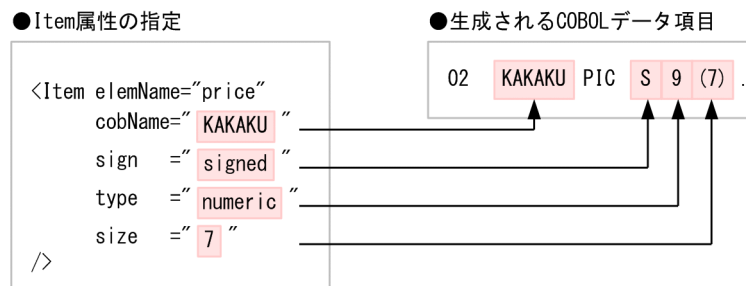 ●Item属性の指定
<Item elemName="price"
cobName="KAKAKU"
sign ="signed"
type ="numeric"
size ="7"
/>
●生成されるCOBOLデータ項目
02 KAKAKU PIC S 9 (7) .